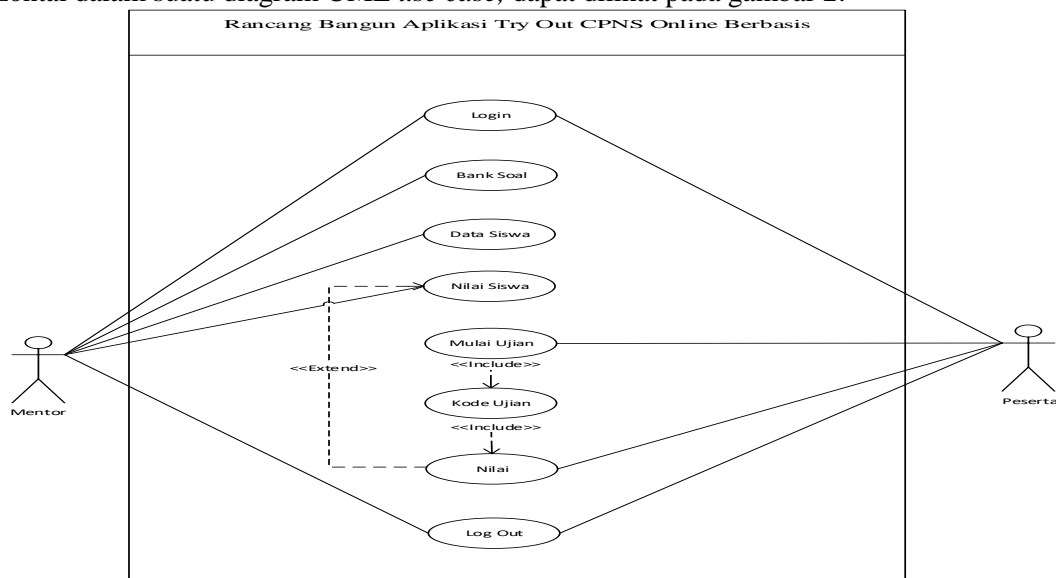 dalam suatu diagram UML use case, dapat dilihat pada gambar 2.
Rancang Bangun Aplikasi Try Out CPNS Online Berbasis
Login
Bank Soal
Data Siswa
Nilai Siswa
Mulai Ujian
<<Include>>
<<Extend>>
Kode Ujian
<<Include>>
Nilai
Log Out
Mentor
Peserta